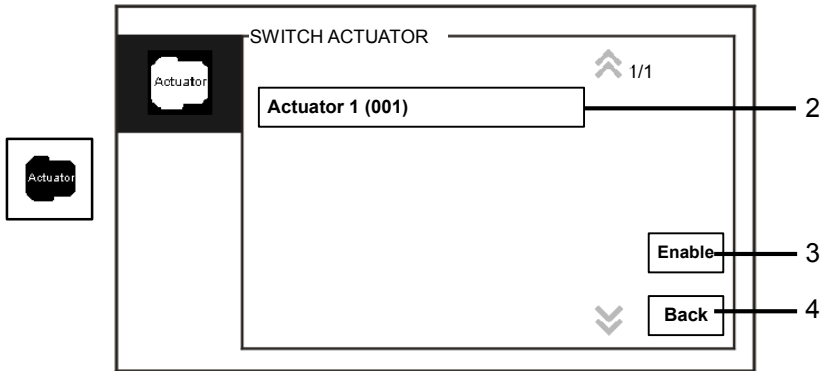 SWITCH ACTUATOR
Actuator
1/1
Actuator 1 (001)
2
Actuator
Enable
3
Back
4